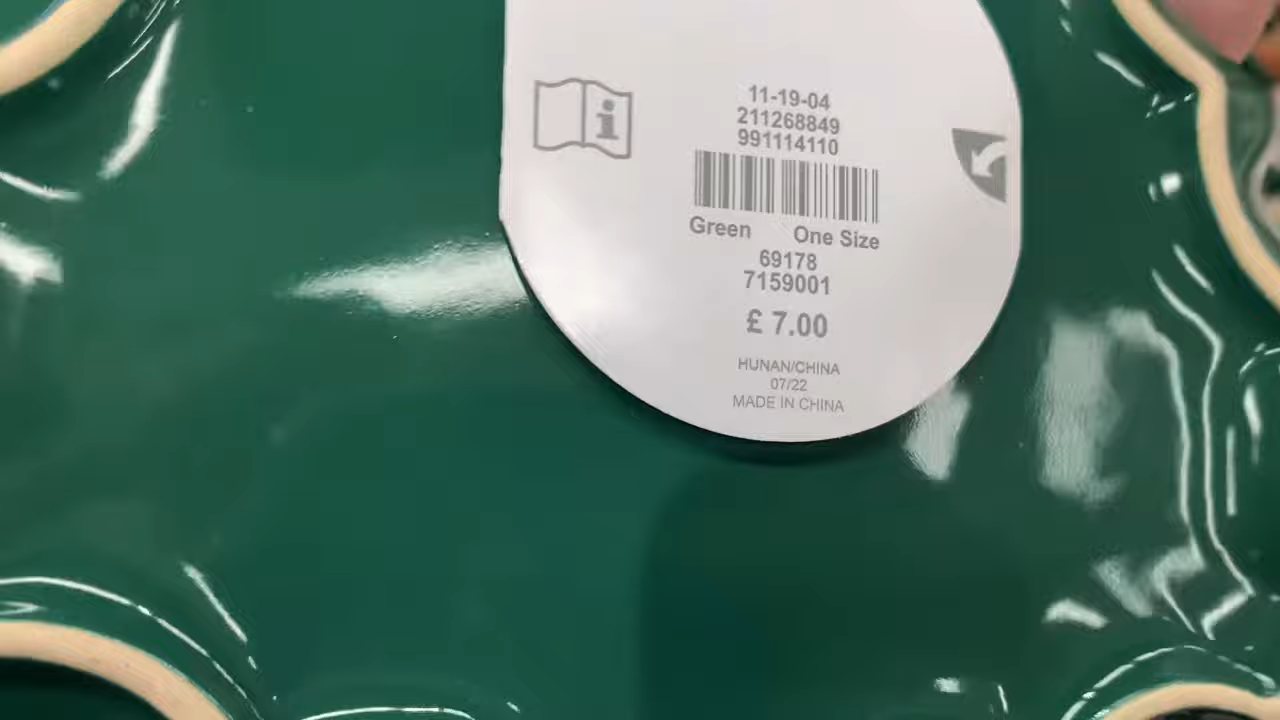 11-19-04
211268849
991114110
Green One Size
69178
7159001
£ 7.00
HUNAN/CHINA
07/22
MADE IN CHINA